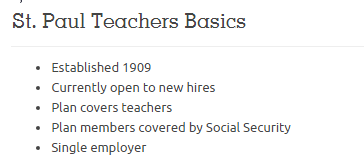 St. Paul Teachers Basics
Established 1909
Currently open to new hires
Plan covers teachers
Plan members covered by Social Security
Single employer